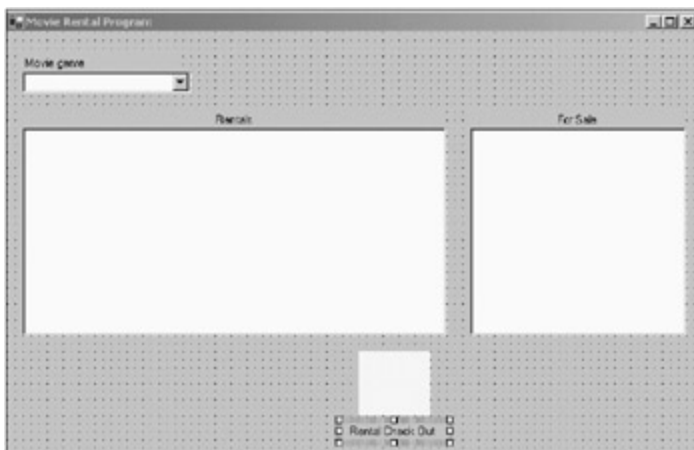 Movie Rental Program
Movie genre
Rentals
For Sale
Rental Check Out